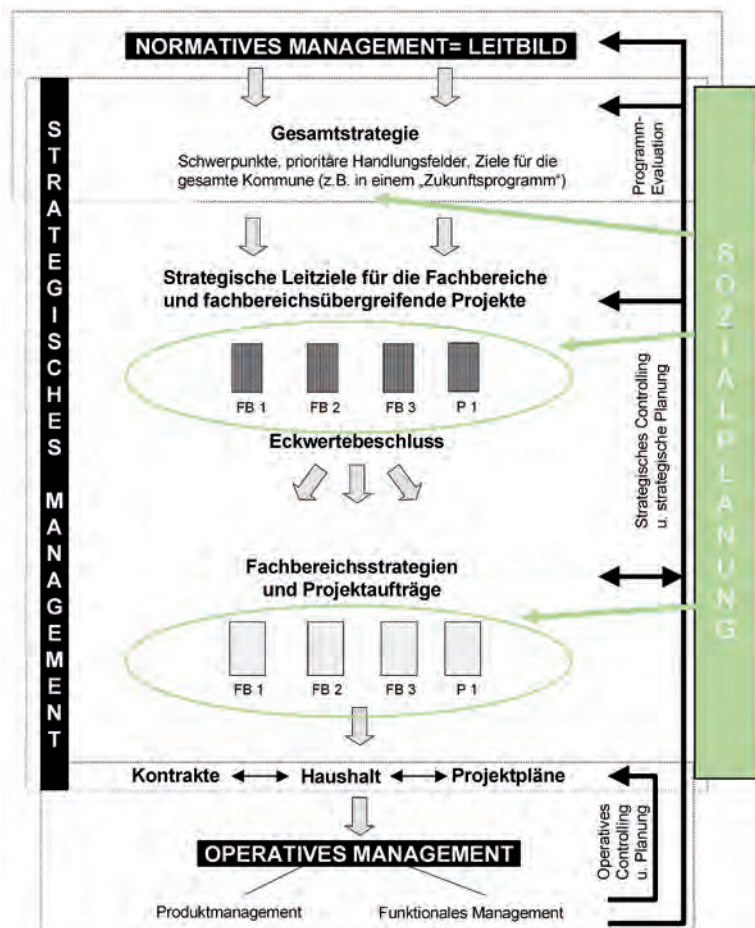 NORMATIVES MANAGEMENT= LEITBILD
STRATEGISCHES MANAGEMENT
Gesamtstrategie
Schwerpunkte, prioritäre Handlungsfelder, Ziele für die
gesamte Kommune (z.B. in einem „Zukunftsprogramm“)
Programm-
Evaluation
SOZIALPLANUNG
Strategische Leitziele für die Fachbereiche
und fachbereichsübergreifende Projekte
FB 1
FB 2
FB 3
P 1
Eckwertebeschluss
Strategisches Controlling
u. strategische Planung
Fachbereichsstrategien
und Projektaufträge
FB 1
FB 2
FB 3
P 1
Kontrakte
Haushalt
Projektpläne
Operatives
Controlling
u. Planung
OPERATIVES MANAGEMENT
Produktmanagement
Funktionales Management